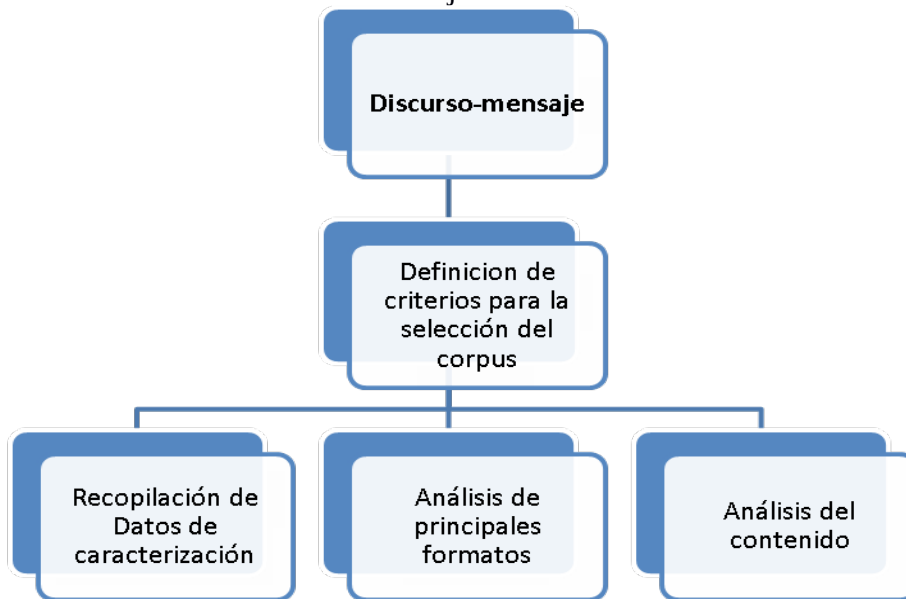 Discurso-mensaje
Definicion de
criterios para la
selección del
corpus
Recopilación de
Datos de
caracterización
Análisis de
principales
formatos
Análisis del
contenido